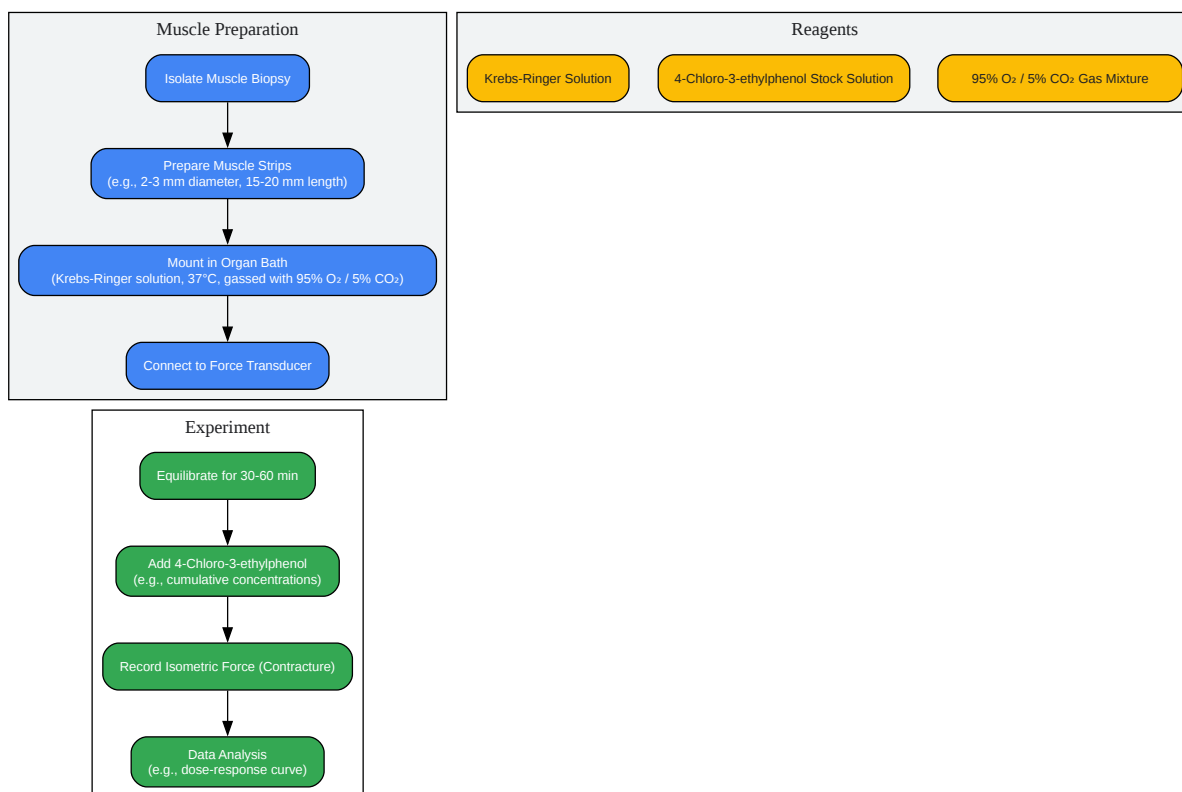 Muscle Preparation
Isolate Muscle Biopsy
Prepare Muscle Strips
(e.g., 2-3 mm diameter, 15-20 mm length)
Mount in Organ Bath
(Krebs-Ringer solution, 37°C, gassed with 95% O₂ / 5% CO₂)
Connect to Force Transducer
Reagents
Krebs-Ringer Solution
4-Chloro-3-ethylphenol Stock Solution
95% O₂ / 5% CO₂ Gas Mixture
Experiment
Equilibrate for 30-60 min
Add 4-Chloro-3-ethylphenol
(e.g., cumulative concentrations)
Record Isometric Force (Contracture)
Data Analysis
(e.g., dose-response curve)